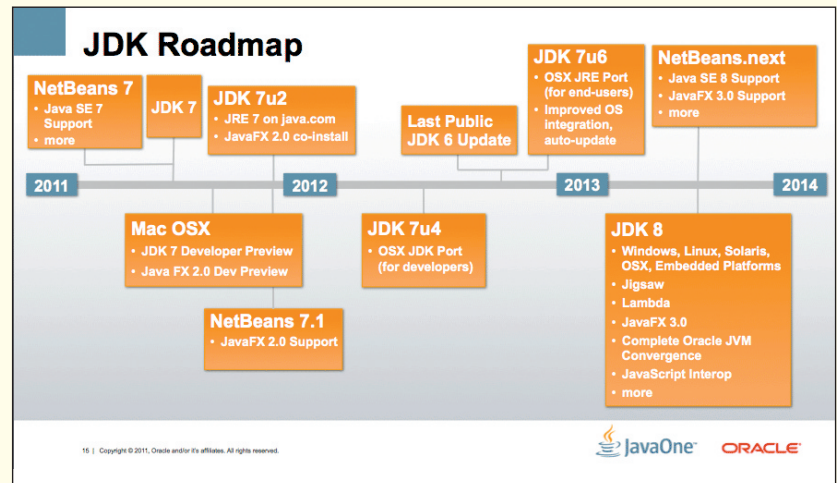 JDK Roadmap
NetBeans 7
• Java SE 7
Support
• more
JDK 7
JDK 7u2
• JRE 7 on java.com
• JavaFX 2.0 co-install
Last Public
JDK 6 Update
JDK 7u6
• OSX JRE Port
(for end-users)
• Improved OS
integration,
auto-update
NetBeans.next
• Java SE 8 Support
• JavaFX 3.0 Support
• more
2011
2012
2013
2014
Mac OSX
• JDK 7 Developer Preview
• Java FX 2.0 Dev Preview
NetBeans 7.1
• JavaFX 2.0 Support
JDK 7u4
• OSX JDK Port
(for developers)
JDK 8
• Windows, Linux, Solaris,
OSX, Embedded Platforms
• Jigsaw
• Lambda
• JavaFX 3.0
• Complete Oracle JVM
Convergence
• JavaScript Interop
• more
15 | Copyright © 2011, Oracle and/or it's affiliates. All rights reserved.
JavaOne™
ORACLE®